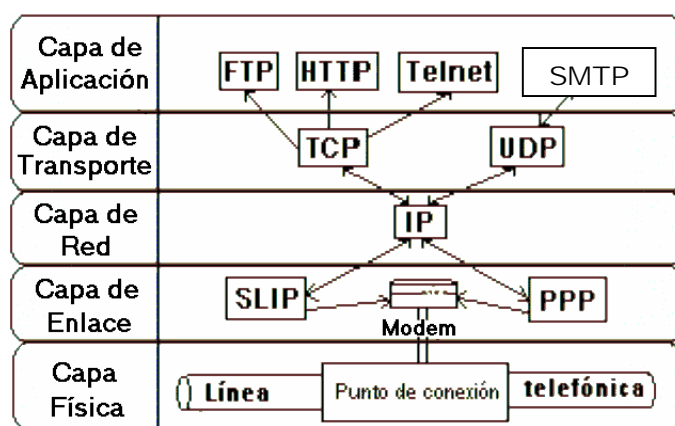 Capa de
Aplicación
FTP
HTTP
Telnet
SMTP
Capa de
Transporte
TCP
UDP
Capa de
Red
IP
Capa de
Enlace
SLIP
Modem
PPP
Capa
Física
Línea
Punto de conexión
telefónica